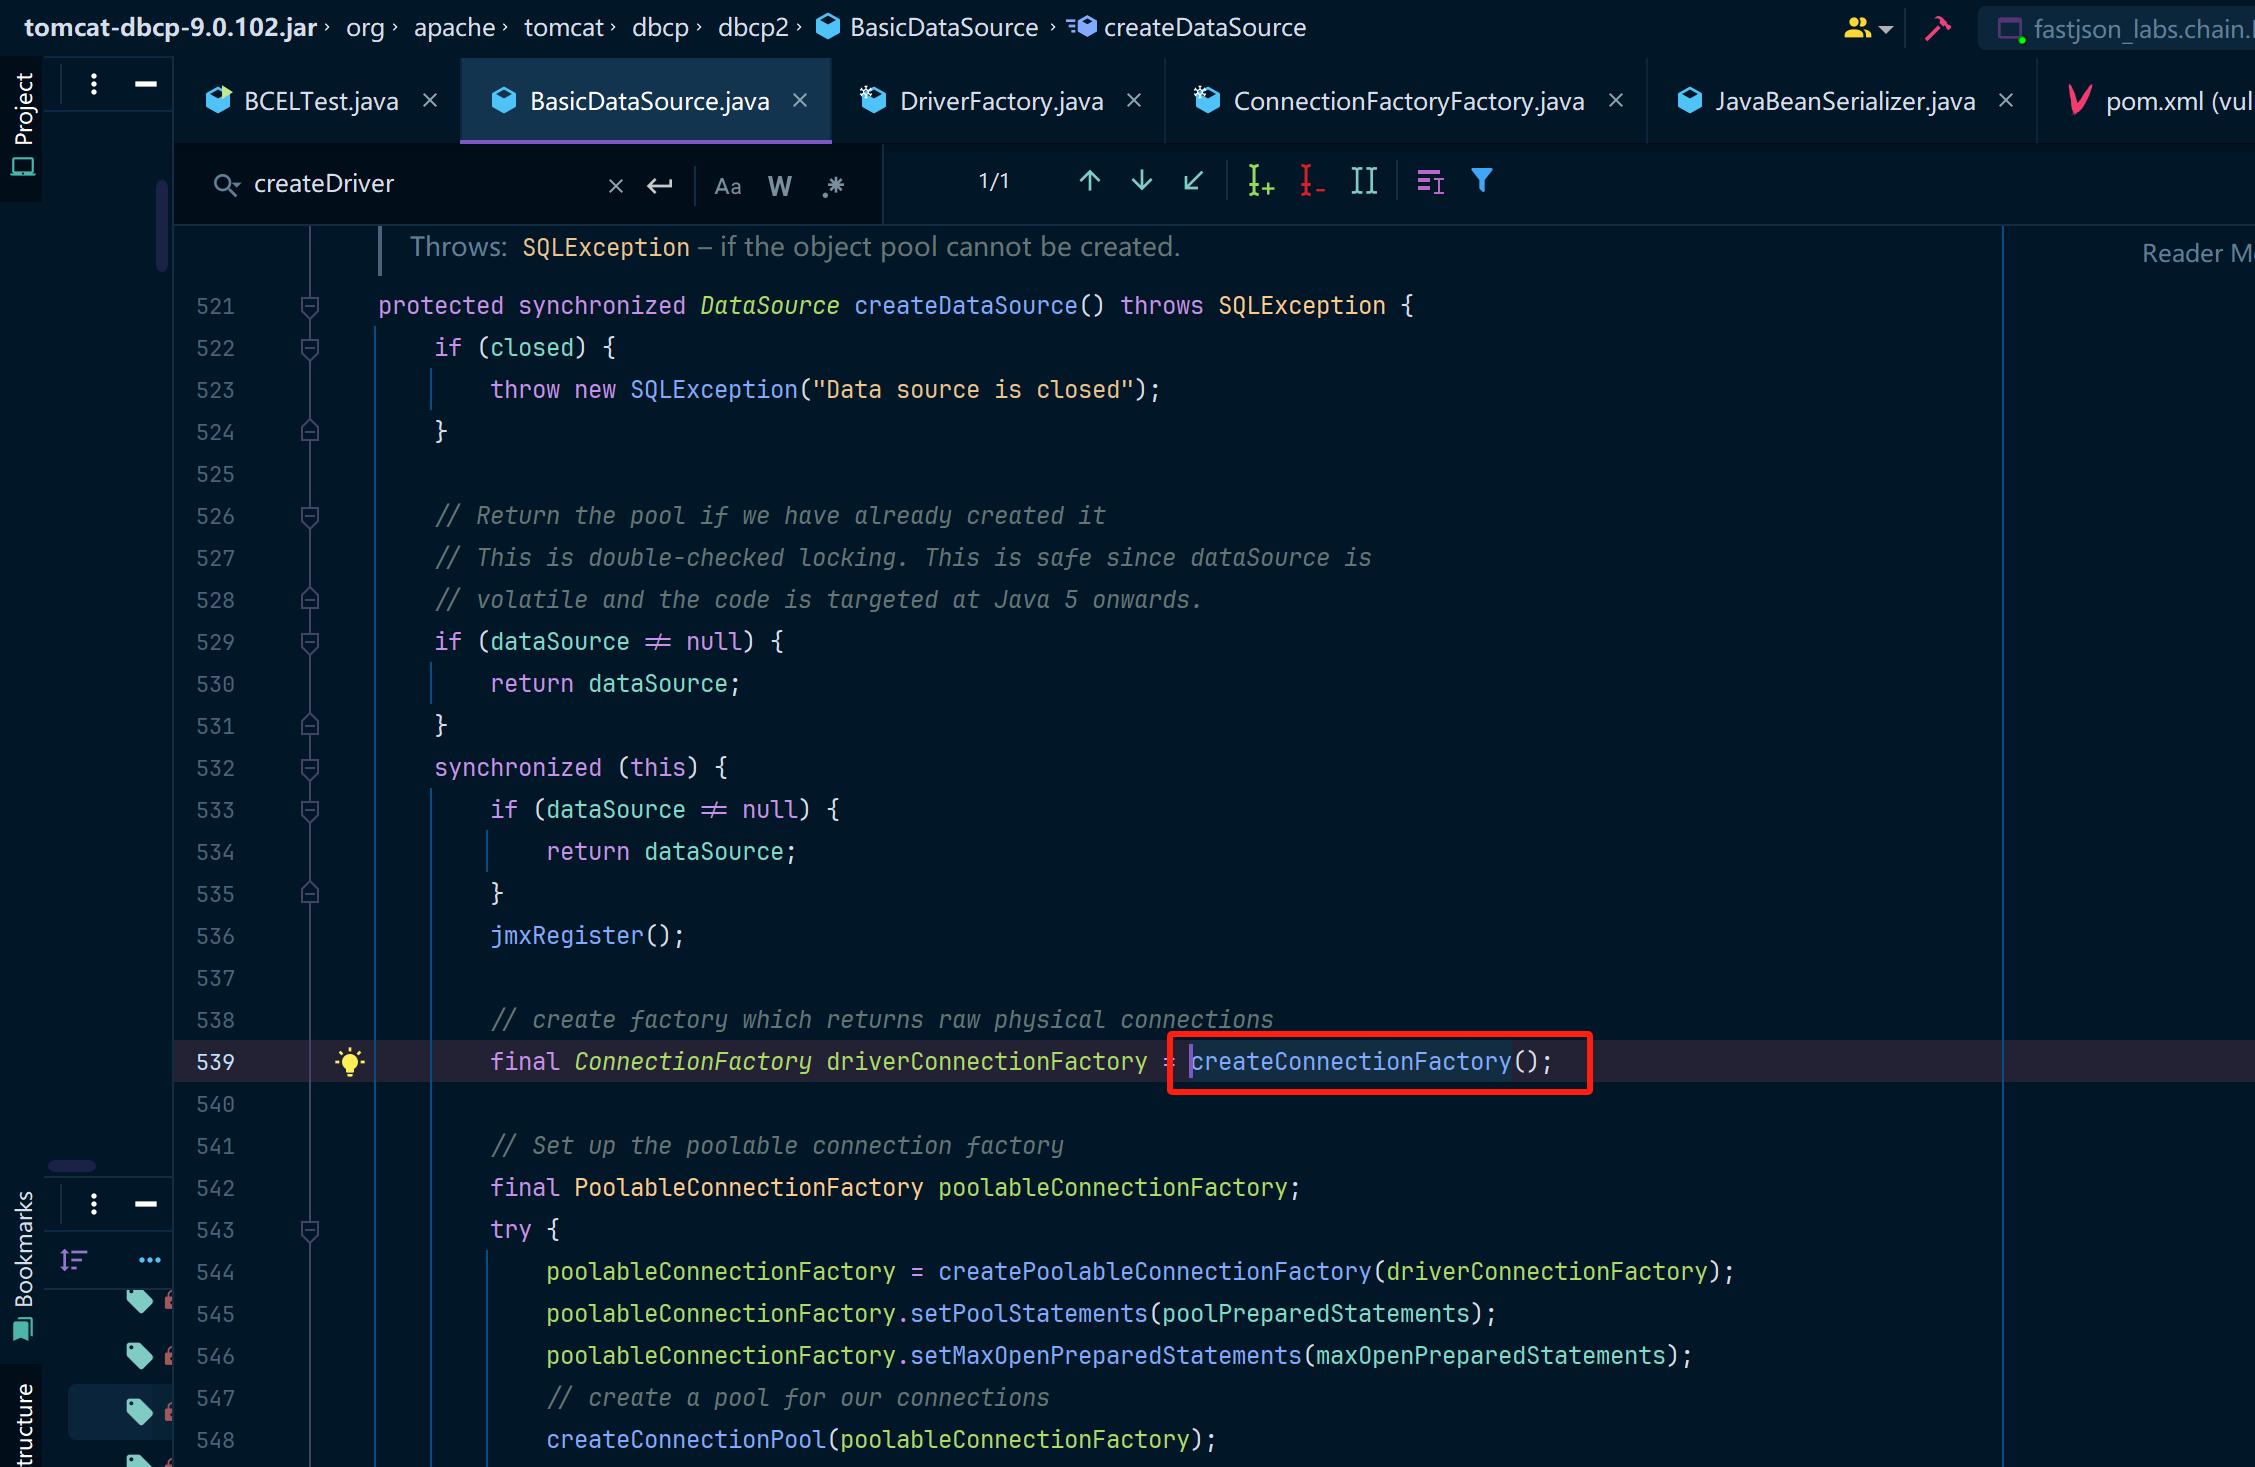 tomcat-dbcp-9.0.102.jar › org › apache › tomcat › dbcp › dbcp2 › BasicDataSource › createDataSource
fastjson_labs.chain.
Project
BCELTest.java
BasicDataSource.java
DriverFactory.java
ConnectionFactoryFactory.java
JavaBeanSerializer.java
pom.xml (vul
createDriver
Aa W .*
1/1
Throws: SQLException – if the object pool cannot be created.
Reader M
521 protected synchronized DataSource createDataSource() throws SQLException {
522 if (closed) {
523 throw new SQLException("Data source is closed");
524 }
525
526 // Return the pool if we have already created it
527 // This is double-checked locking. This is safe since dataSource is
528 // volatile and the code is targeted at Java 5 onwards.
529 if (dataSource ≠ null) {
530 return dataSource;
531 }
532 synchronized (this) {
533 if (dataSource ≠ null) {
534 return dataSource;
535 }
536 jmxRegister();
537
538 // create factory which returns raw physical connections
539 final ConnectionFactory driverConnectionFactory = createConnectionFactory();
540
541 // Set up the poolable connection factory
542 final PoolableConnectionFactory poolableConnectionFactory;
543 try {
544 poolableConnectionFactory = createPoolableConnectionFactory(driverConnectionFactory);
545 poolableConnectionFactory.setPoolStatements(poolPreparedStatements);
546 poolableConnectionFactory.setMaxOpenPreparedStatements(maxOpenPreparedStatements);
547 // create a pool for our connections
548 createConnectionPool(poolableConnectionFactory);
Bookmarks
tructure